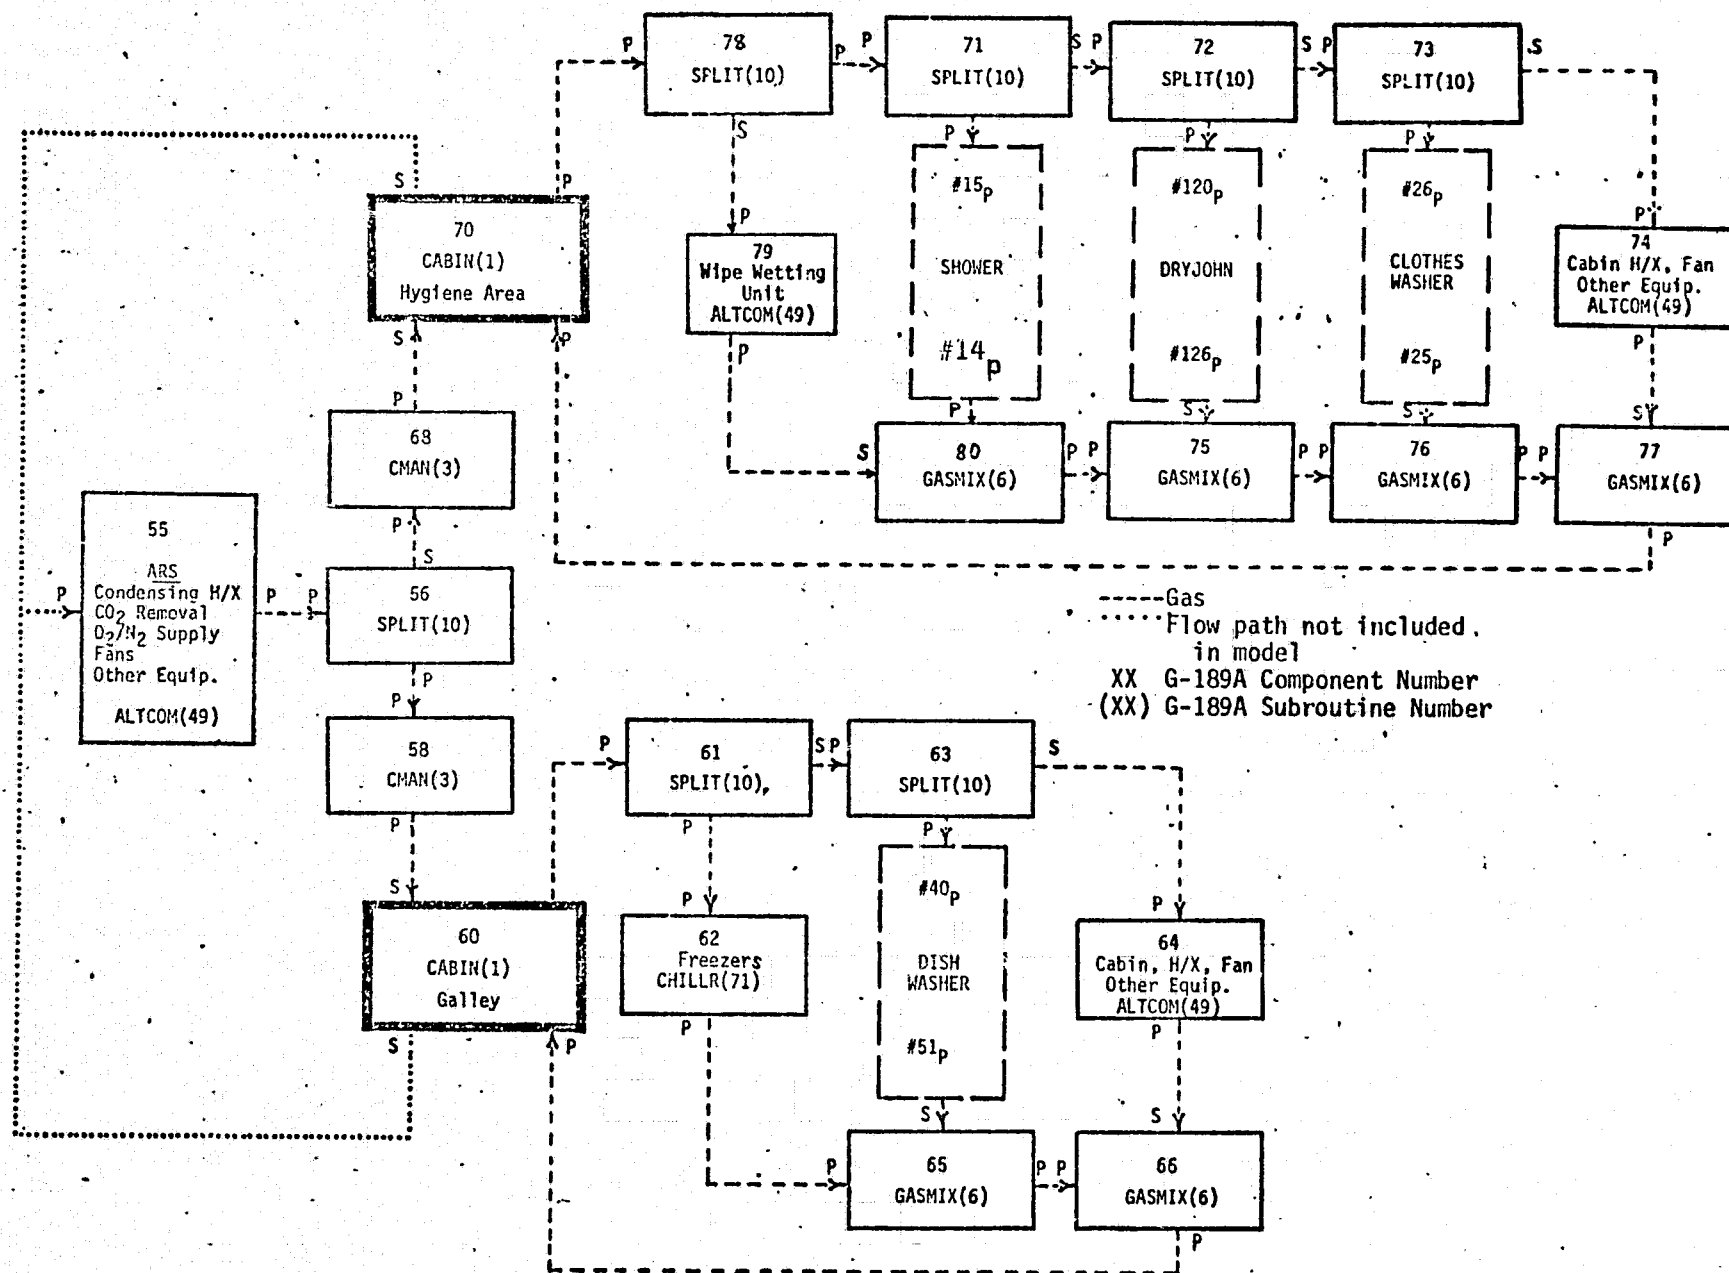 P 78 SPLIT(10) P
S
P 71 SPLIT(10) S
P
P 72 SPLIT(10) S
P
P 73 SPLIT(10) S
P
P
79
Wipe Wetting
Unit
ALTCOM(49)
P
#15p
SHOWER
#14p
P
#120p
DRYJOHN
#126p
S
#26p
CLOTHES
WASHER
#25p
S
P
74
Cabin H/X, Fan
Other Equip.
ALTCOM(49)
P
S
S P
70
CABIN(1)
Hygiene Area
S P
S 80 GASMIX(6) P
P 75 GASMIX(6) P
P 76 GASMIX(6) P
P 77 GASMIX(6)
P
P
68
CMAN(3)
P
S
P
55
ARS
Condensing H/X
CO2 Removal
O2/N2 Supply
Fans
Other Equip.
ALTCOM(49)
P
P
56
SPLIT(10)
P
P
58
CMAN(3)
P
S
60
CABIN(1)
Galley
S P
-----Gas
.....Flow path not included
in model
XX G-189A Component Number
(XX) G-189A Subroutine Number
P 61 SPLIT(10) S
P
P 63 SPLIT(10) S
P
P
62
Freezers
CHILLR(71)
P
#40p
DISH
WASHER
#51p
S
P
64
Cabin, H/X, Fan
Other Equip.
ALTCOM(49)
P
S
P 65 GASMIX(6) P
P 66 GASMIX(6)
P